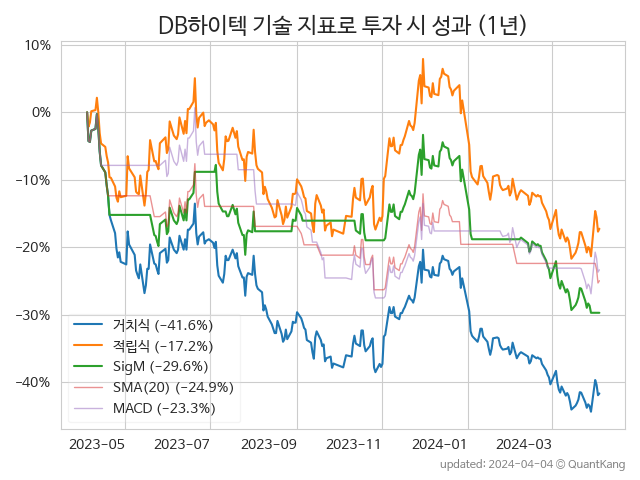 DB하이텍 기술 지표로 투자 시 성과 (1년)
10%
0%
−10%
−20%
−30%
−40%
거치식 (−41.6%)
적립식 (−17.2%)
SigM (−29.6%)
SMA(20) (−24.9%)
MACD (−23.3%)
2023−05
2023−07
2023−09
2023−11
2024−01
2024−03
updated: 2024−04−04 © QuantKang